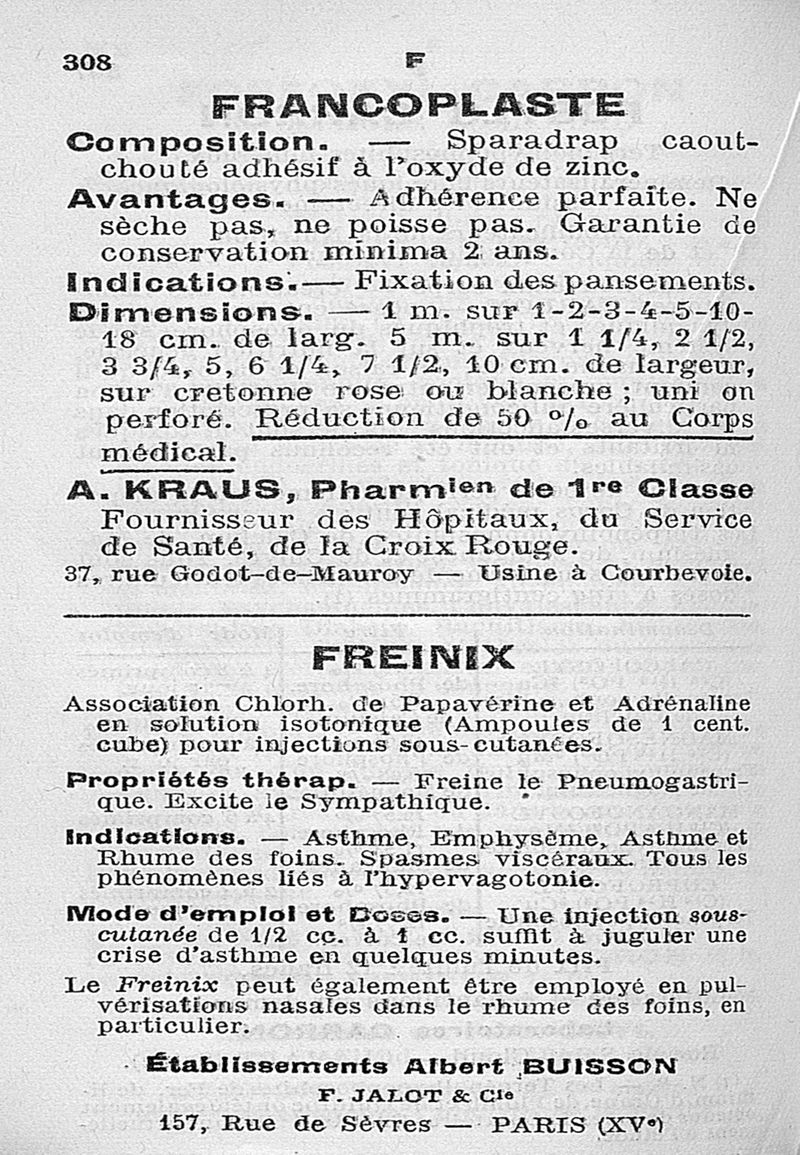 308
F
FRANCOPLASTE
Composition. — Sparadrap caout-
chouté adhésif à l'oxyde de zinc.
Avantages. — Adhérence parfaite. Ne
sèche pas, ne poisse pas. Garantie de
conservation minima 2 ans.
Indications. — Fixation des pansements.
Dimensions. — 1 m. sur 1-2-3-4-5-10-
18 cm. de larg. 5 m. sur 1 1/4, 2 1/2,
3 3/4, 5, 6 1/4, 7 1/2, 10 cm. de largeur,
sur cretonne rose ou blanche ; uni on
perforé. Réduction de 50 % au Corps
médical.
A. KRAUS, Pharmien de 1re Classe
Fournisseur des Hôpitaux, du Service
de Santé, de la Croix Rouge.
37, rue Godot-de-Mauroy — Usine à Courbevoie.
FREINIX
Association Chlorh. de Papavérine et Adrénaline
en solution isotonique (Ampoules de 1 cent.
cube) pour injections sous-cutanées.
Propriétés thérap. — Freine le Pneumogastri-
que. Excite le Sympathique.
Indications. — Asthme, Emphysème, Asthme et
Rhume des foins. Spasmes viscéraux. Tous les
phénomènes liés à l'hypervagotonie.
Mode d'emploi et Doses. — Une injection sous-
cutanée de 1/2 cc. à 1 cc. suffit à juguler une
crise d'asthme en quelques minutes.
Le Freinix peut également être employé en pul-
vérisations nasales dans le rhume des foins, en
particulier.
Établissements Albert BUISSON
F. JALOT & Cie
157, Rue de Sèvres — PARIS (XVe)